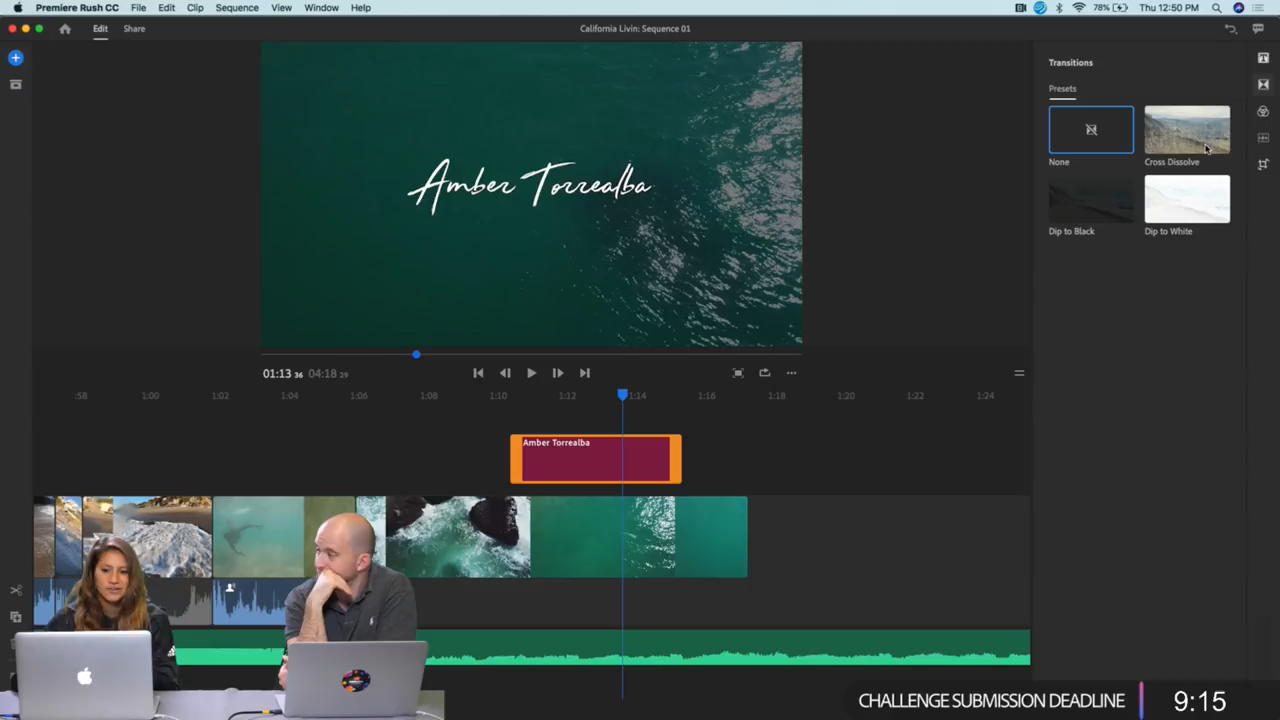 Premiere Rush CC File Edit Clip Sequence View Window Help 78% Thu 12:50 PM
Edit Share California Livin: Sequence 01
Transitions
Presets
None Cross Dissolve
Dip to Black Dip to White
Amber Torrealba
01:13 36 04:18 29
:58 1:00 1:02 1:04 1:06 1:08 1:10 1:12 1:14 1:16 1:18 1:20 1:22 1:24
Amber Torrealba
CHALLENGE SUBMISSION DEADLINE 9:15